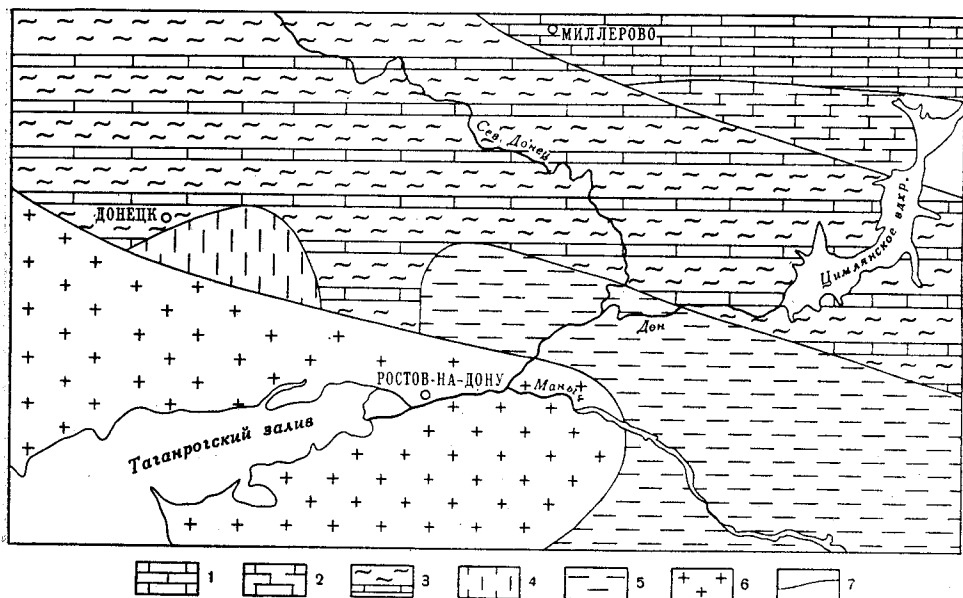 МИЛЛЕРОВО
Сев. Донец
ДОНЕЦК
Цимлянское вдхр.
Дон
РОСТОВ-НА-ДОНУ
Маныч
Таганрогский залив
1 2 3 4 5 6 7